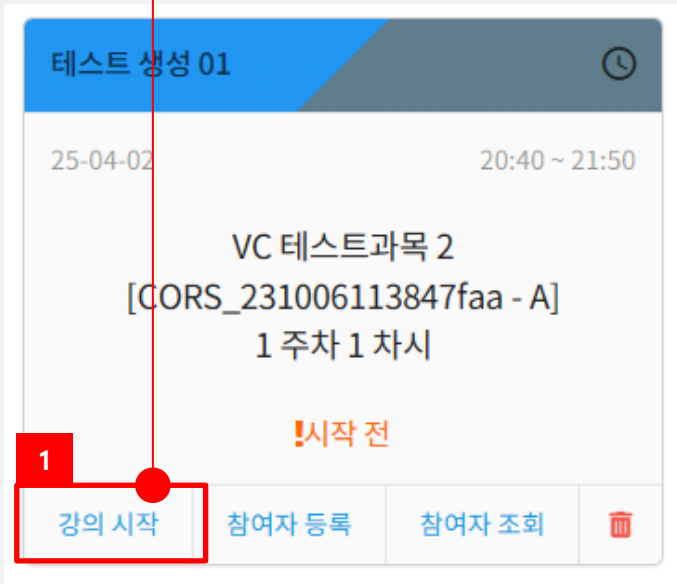 테스트 생성 01
25-04-02 20:40 ~ 21:50
VC 테스트과목 2
[CORS_231006113847faa - A]
1 주차 1 차시
!시작 전
1
강의 시작 참여자 등록 참여자 조회